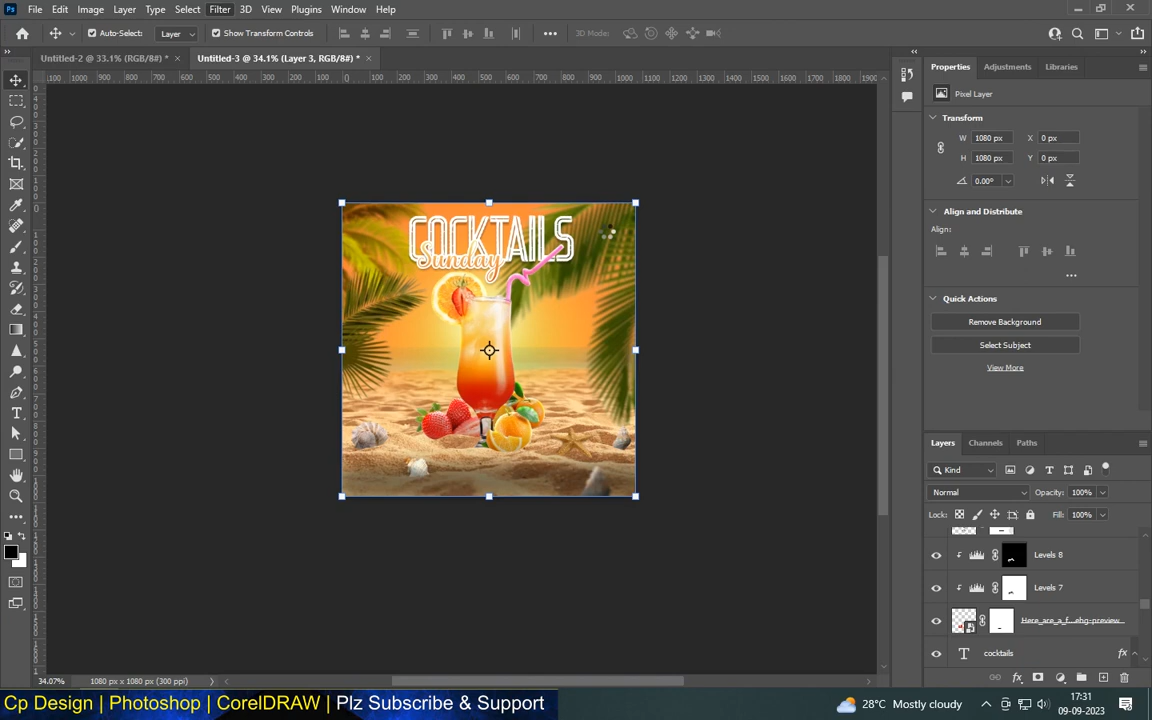 File Edit Image Layer Type Select Filter 3D View Plugins Window Help
Auto-Select: Layer Show Transform Controls 3D Mode:
Untitled-2 @ 33.1% (RGB/8#) * × Untitled-3 @ 34.1% (Layer 3, RGB/8#) * ×
Properties Adjustments Libraries
Pixel Layer
Transform
W 1080 px X 0 px
H 1080 px Y 0 px
0.00°
Align and Distribute
Align:
Quick Actions
Remove Background
Select Subject
View More
COCKTAILS
Sunday
Layers Channels Paths
Kind
Normal Opacity: 100%
Lock: Fill: 100%
Levels 8
Levels 7
Here_are_a_f...ebg-preview
cocktails fx
34.07% 1080 px x 1080 px (300 ppi)
Cp Design | Photoshop | CorelDRAW | Plz Subscribe & Support
28°C Mostly cloudy
17:31
09-09-2023